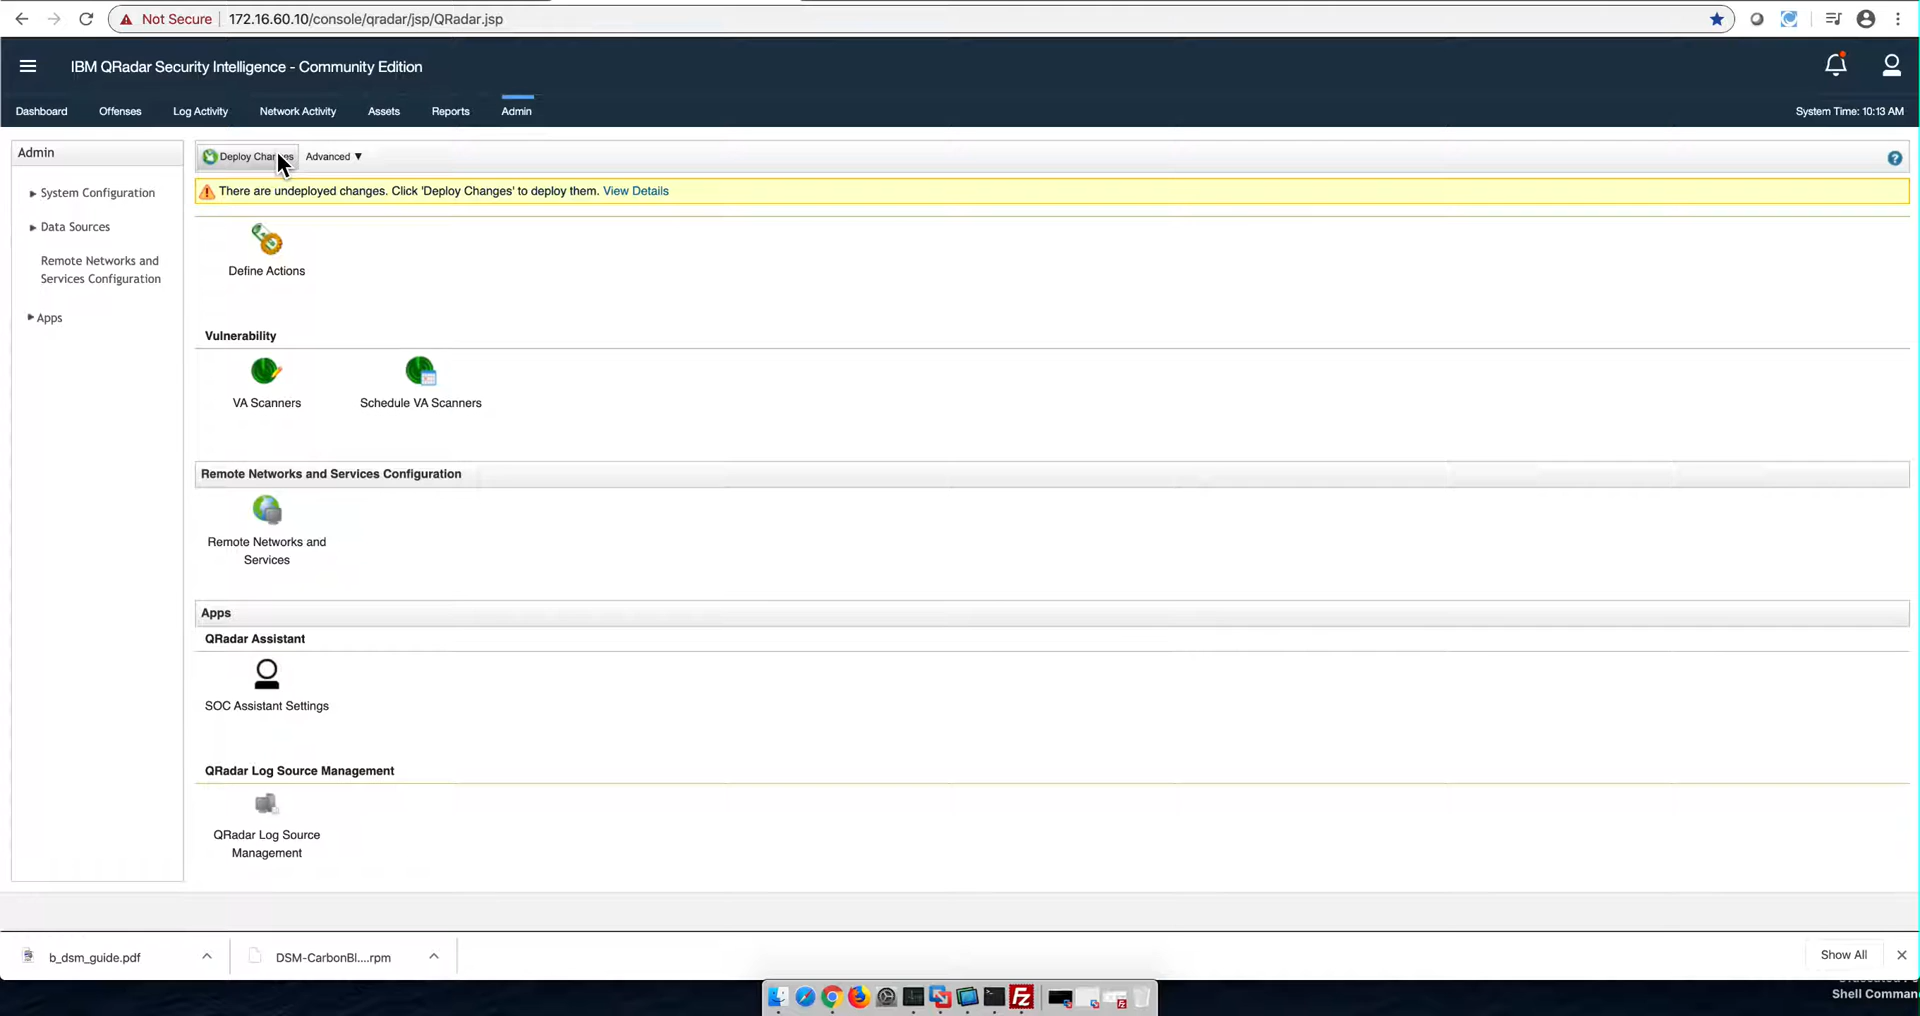 Not Secure 172.16.60.10/console/qradar/jsp/QRadar.jsp
IBM QRadar Security Intelligence - Community Edition
Dashboard Offenses Log Activity Network Activity Assets Reports Admin System Time: 10:13 AM
Admin
Deploy Changes Advanced ▼
There are undeployed changes. Click 'Deploy Changes' to deploy them. View Details
System Configuration
Data Sources
Remote Networks and
Services Configuration
Apps
Define Actions
Vulnerability
VA Scanners Schedule VA Scanners
Remote Networks and Services Configuration
Remote Networks and
Services
Apps
QRadar Assistant
SOC Assistant Settings
QRadar Log Source Management
QRadar Log Source
Management
b_dsm_guide.pdf DSM-CarbonBl....rpm Show All
Shell Comman